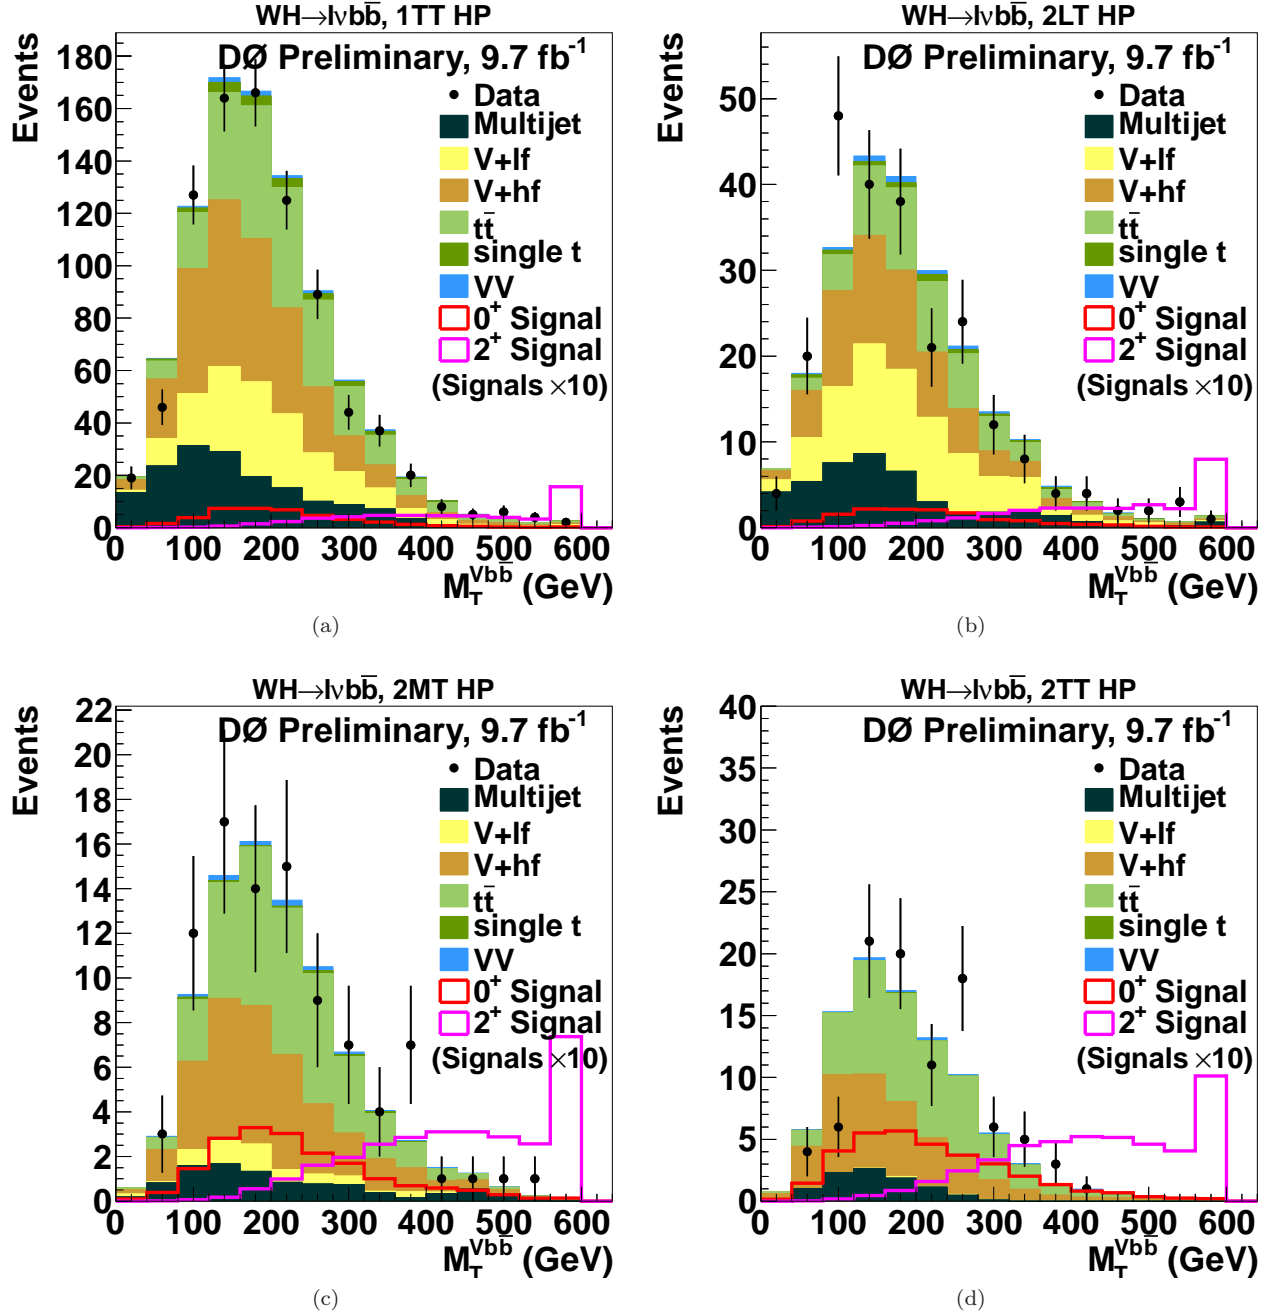 WH→lνbb̅, 1TT HP
Events
DØ Preliminary, 9.7 fb⁻¹
Data
Multijet
V+lf
V+hf
tt̅
single t
VV
0⁺ Signal
2⁺ Signal
(Signals ×10)
180
160
140
120
100
80
60
40
20
0
0 100 200 300 400 500 600
M_T^{Vbb̅} (GeV)
(a)
WH→lνbb̅, 2LT HP
Events
DØ Preliminary, 9.7 fb⁻¹
Data
Multijet
V+lf
V+hf
tt̅
single t
VV
0⁺ Signal
2⁺ Signal
(Signals ×10)
50
40
30
20
10
0
0 100 200 300 400 500 600
M_T^{Vbb̅} (GeV)
(b)
WH→lνbb̅, 2MT HP
Events
DØ Preliminary, 9.7 fb⁻¹
Data
Multijet
V+lf
V+hf
tt̅
single t
VV
0⁺ Signal
2⁺ Signal
(Signals ×10)
22
20
18
16
14
12
10
8
6
4
2
0
0 100 200 300 400 500 600
M_T^{Vbb̅} (GeV)
(c)
WH→lνbb̅, 2TT HP
Events
DØ Preliminary, 9.7 fb⁻¹
Data
Multijet
V+lf
V+hf
tt̅
single t
VV
0⁺ Signal
2⁺ Signal
(Signals ×10)
40
35
30
25
20
15
10
5
0
0 100 200 300 400 500 600
M_T^{Vbb̅} (GeV)
(d)